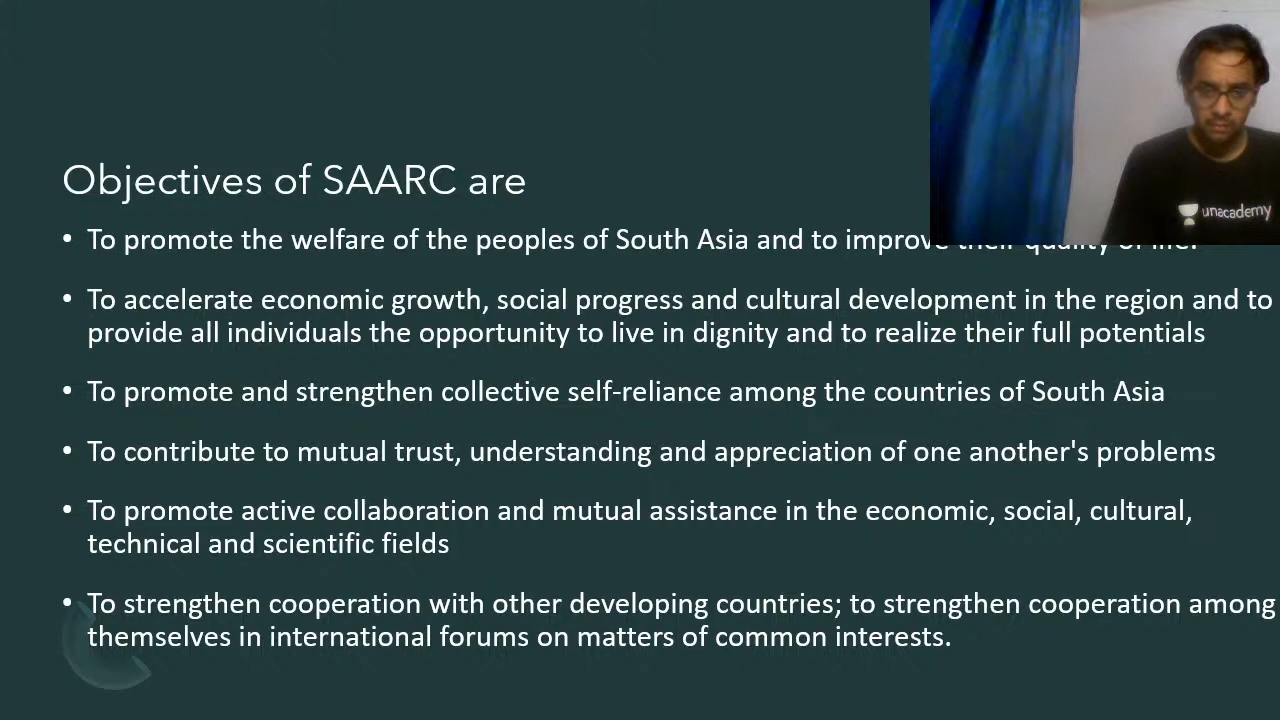 Objectives of SAARC are
• To promote the welfare of the peoples of South Asia and to improve their quality of life.
• To accelerate economic growth, social progress and cultural development in the region and to
provide all individuals the opportunity to live in dignity and to realize their full potentials
• To promote and strengthen collective self-reliance among the countries of South Asia
• To contribute to mutual trust, understanding and appreciation of one another's problems
• To promote active collaboration and mutual assistance in the economic, social, cultural,
technical and scientific fields
• To strengthen cooperation with other developing countries; to strengthen cooperation among
themselves in international forums on matters of common interests.
unacademy